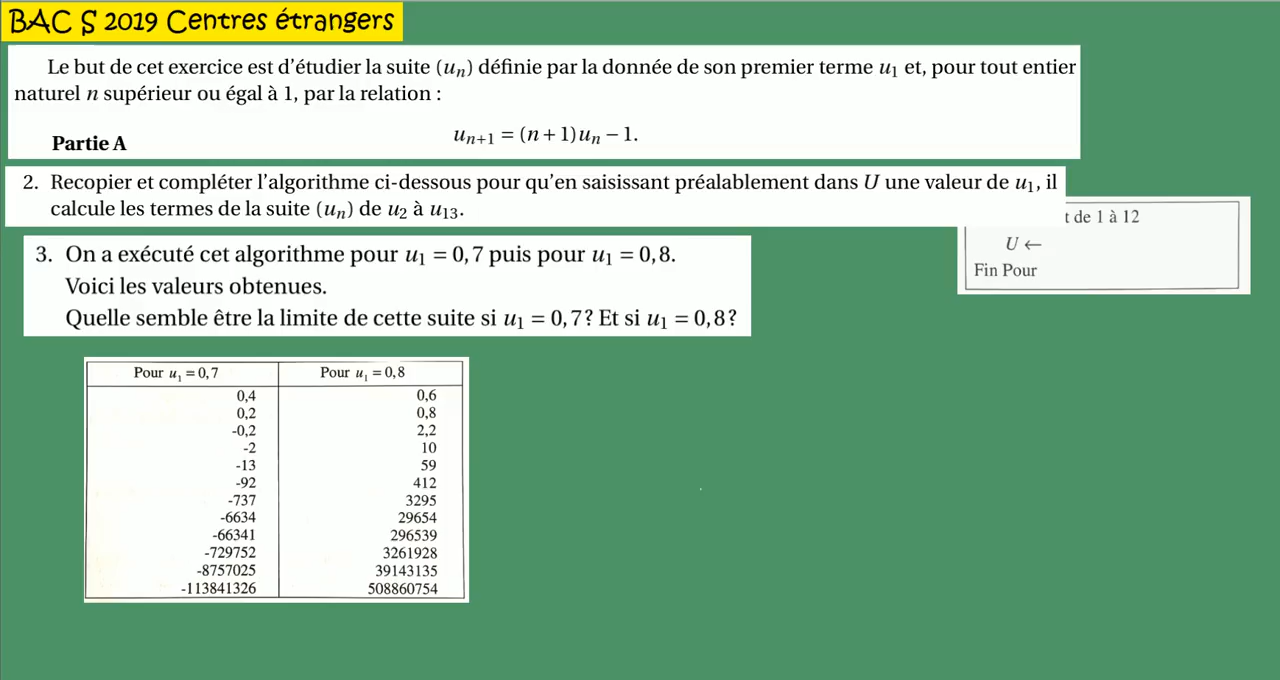 BAC S 2019 Centres étrangers
Le but de cet exercice est d'étudier la suite (uₙ) définie par la donnée de son premier terme u₁ et, pour tout entier
naturel n supérieur ou égal à 1, par la relation :
Partie A
uₙ₊₁ = (n + 1)uₙ − 1.
2. Recopier et compléter l'algorithme ci-dessous pour qu'en saisissant préalablement dans U une valeur de u₁, il
calcule les termes de la suite (uₙ) de u₂ à u₁₃.
t de 1 à 12
U ←
Fin Pour
3. On a exécuté cet algorithme pour u₁ = 0,7 puis pour u₁ = 0,8.
Voici les valeurs obtenues.
Quelle semble être la limite de cette suite si u₁ = 0,7? Et si u₁ = 0,8?
Pour u₁ = 0,7 Pour u₁ = 0,8
0,4 0,6
0,2 0,8
-0,2 2,2
-2 10
-13 59
-92 412
-737 3295
-6634 29654
-66341 296539
-729752 3261928
-8757025 39143135
-113841326 508860754